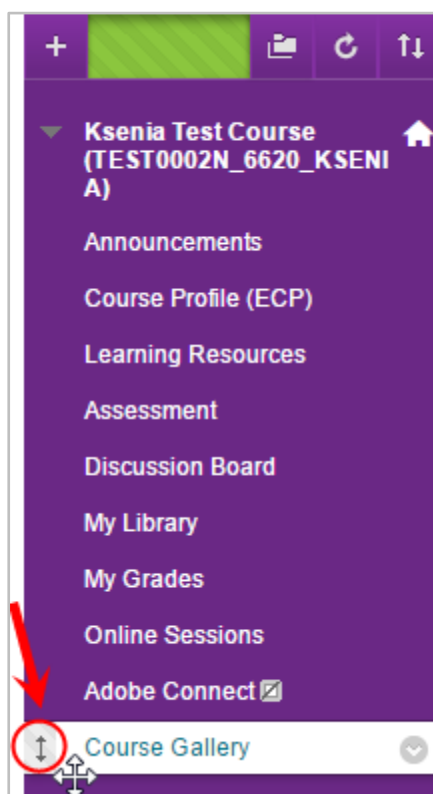 Ksenia Test Course
(TEST0002N_6620_KSENI
A)
Announcements
Course Profile (ECP)
Learning Resources
Assessment
Discussion Board
My Library
My Grades
Online Sessions
Adobe Connect
Course Gallery